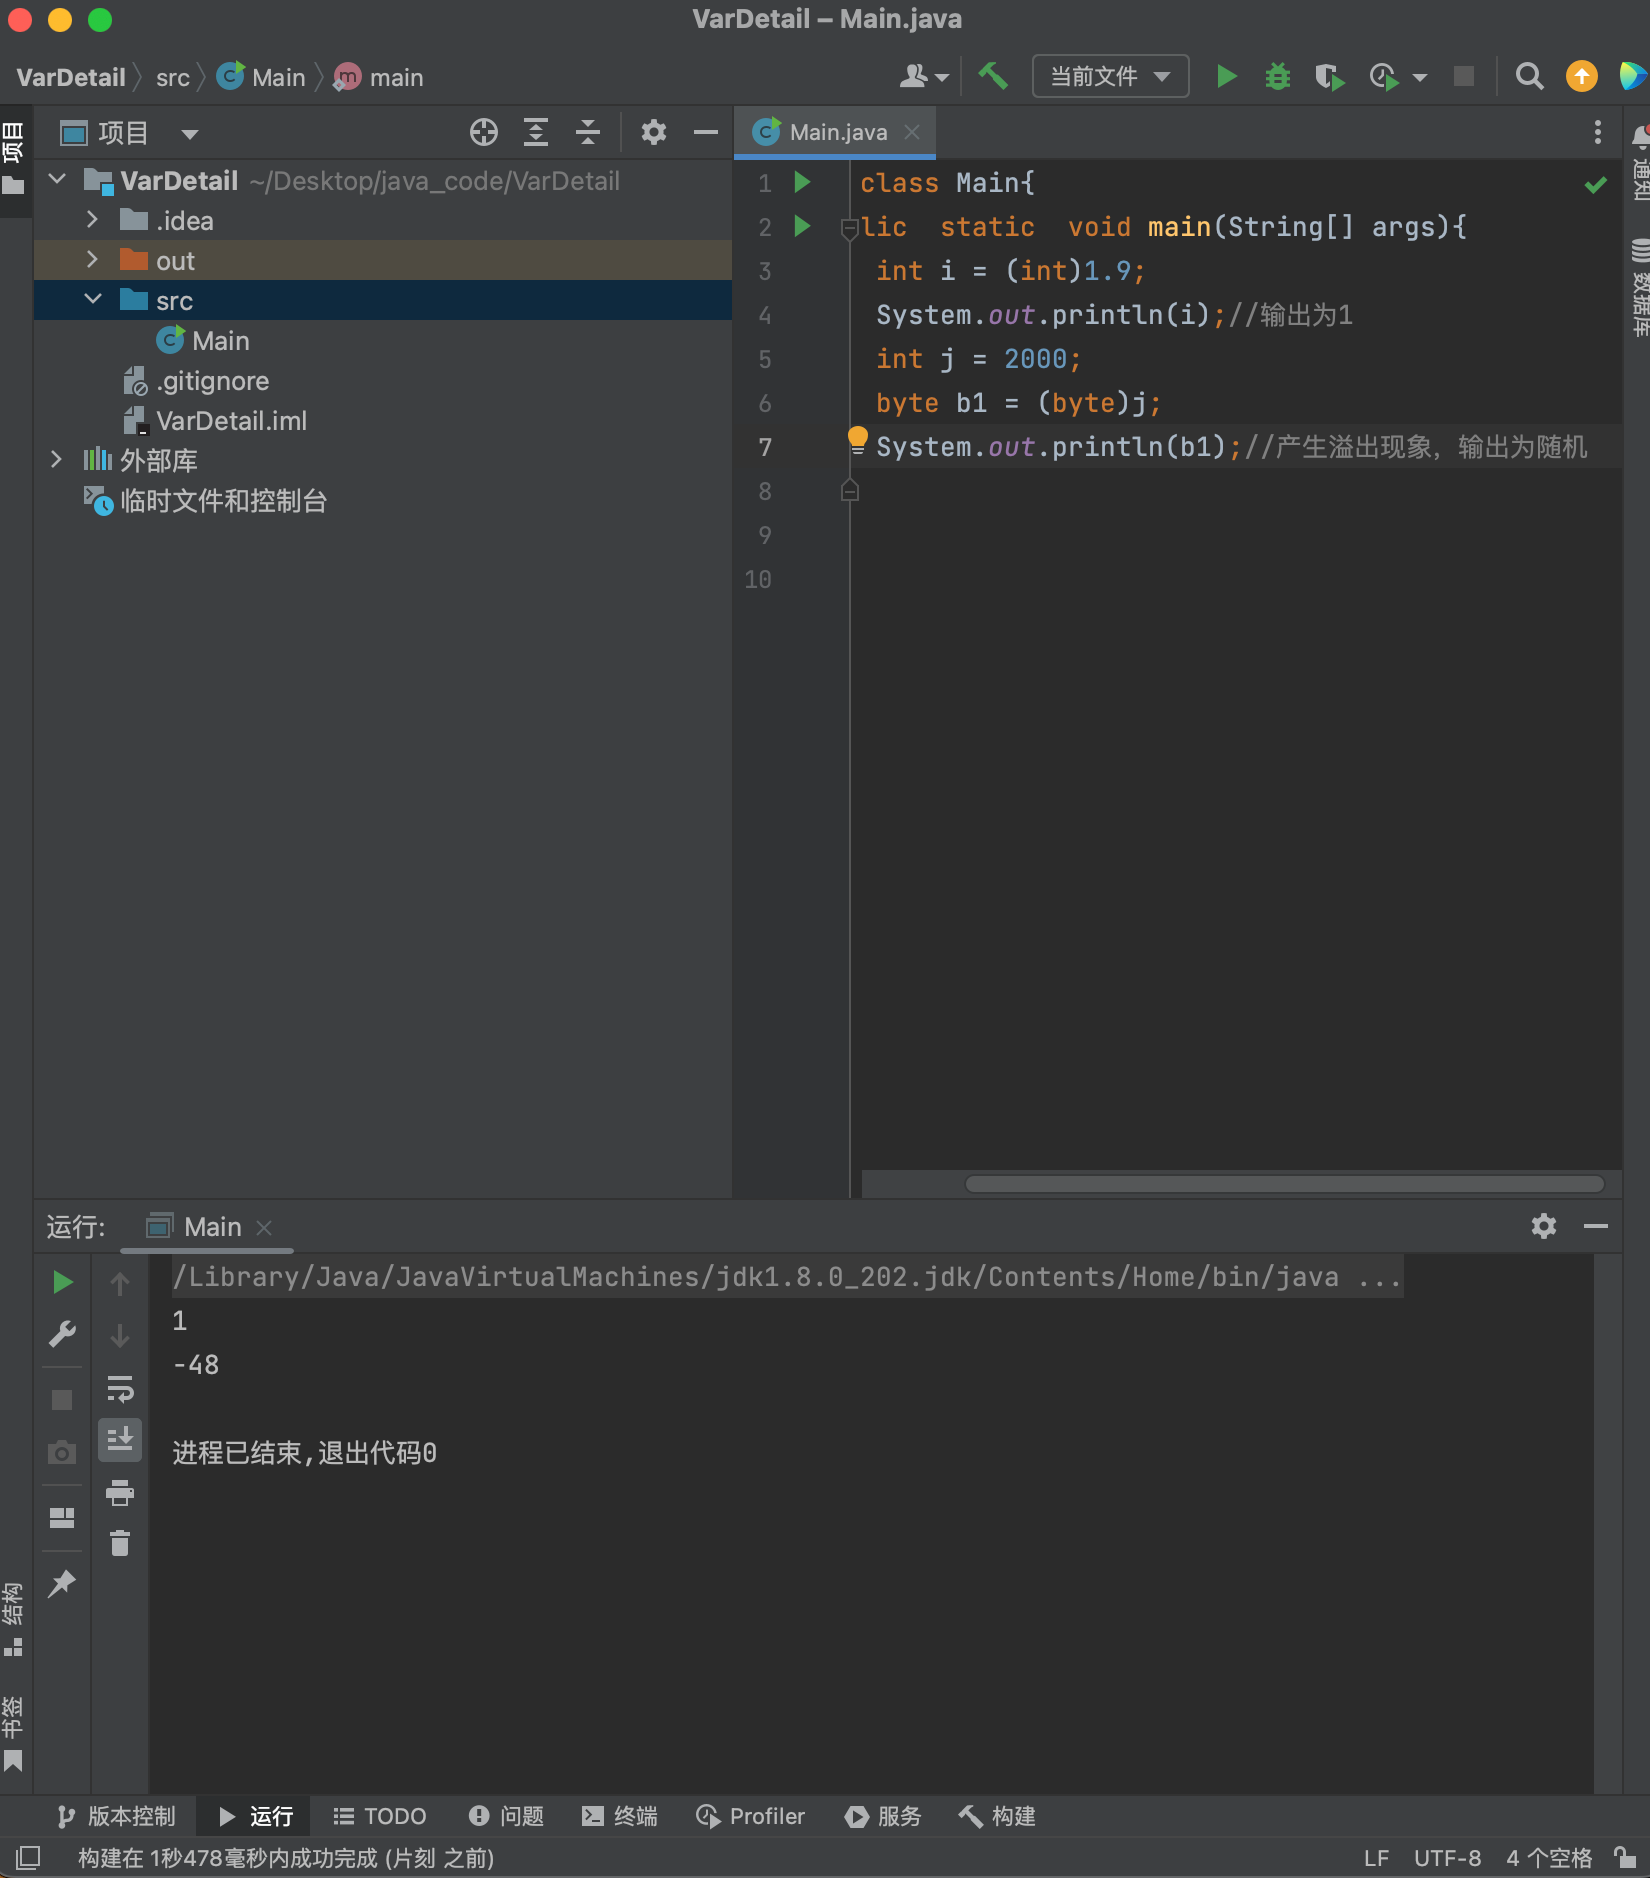 VarDetail – Main.java
VarDetail src Main main
当前文件
项目
项目
Main.java
VarDetail ~/Desktop/java_code/VarDetail
.idea
out
src
Main
.gitignore
VarDetail.iml
外部库
临时文件和控制台
1 class Main{
2 lic static void main(String[] args){
3 int i = (int)1.9;
4 System.out.println(i);//输出为1
5 int j = 2000;
6 byte b1 = (byte)j;
7 System.out.println(b1);//产生溢出现象，输出为随机
8
9
10
通知
数据库
运行: Main
/Library/Java/JavaVirtualMachines/jdk1.8.0_202.jdk/Contents/Home/bin/java ...
1
-48
进程已结束,退出代码0
结构
书签
版本控制 运行 TODO 问题 终端 Profiler 服务 构建
构建在 1秒478毫秒内成功完成 (片刻 之前) LF UTF-8 4 个空格